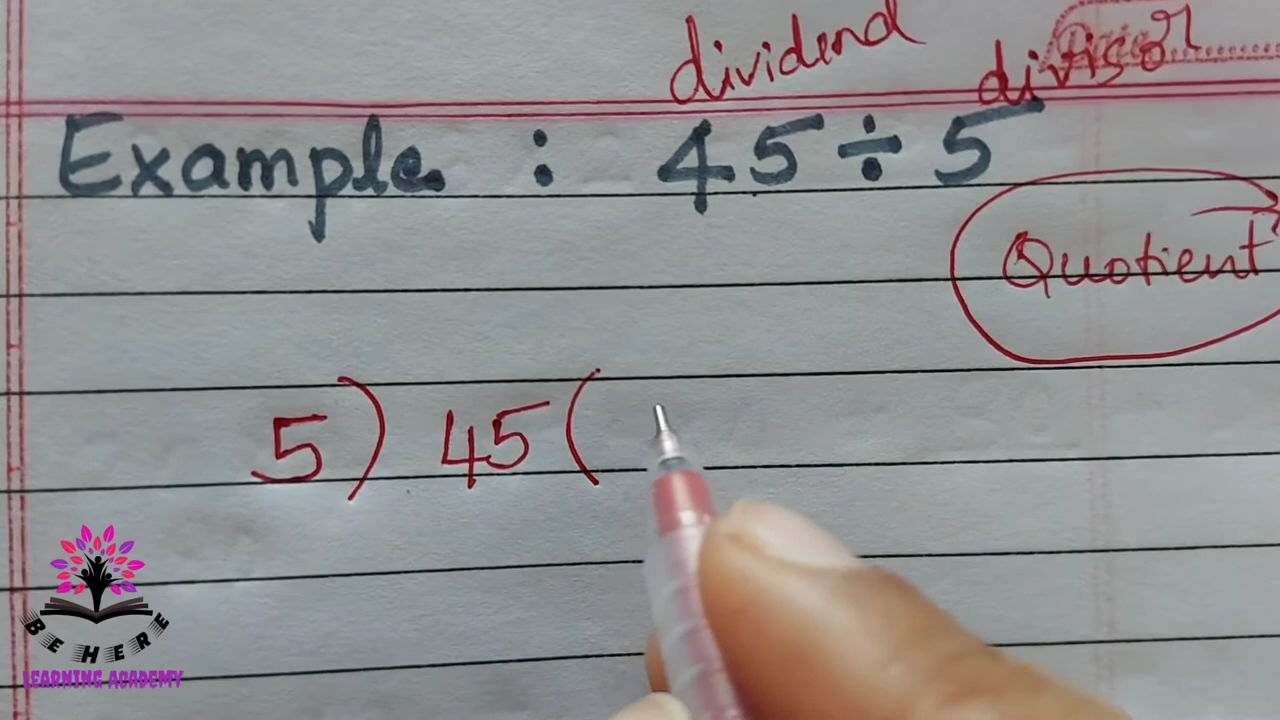 dividend divisor
Example : 45÷5
Quotient
5) 45 (
BE HERE
LEARNING ACADEMY